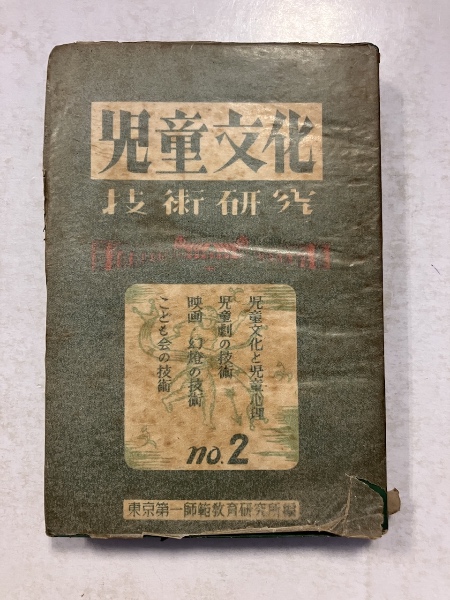 児童文化
技術研究
児童文化と児童心理
児童劇の技術
映画・幻燈の技術
こども会の技術
no.2
東京第一師範教育研究所編